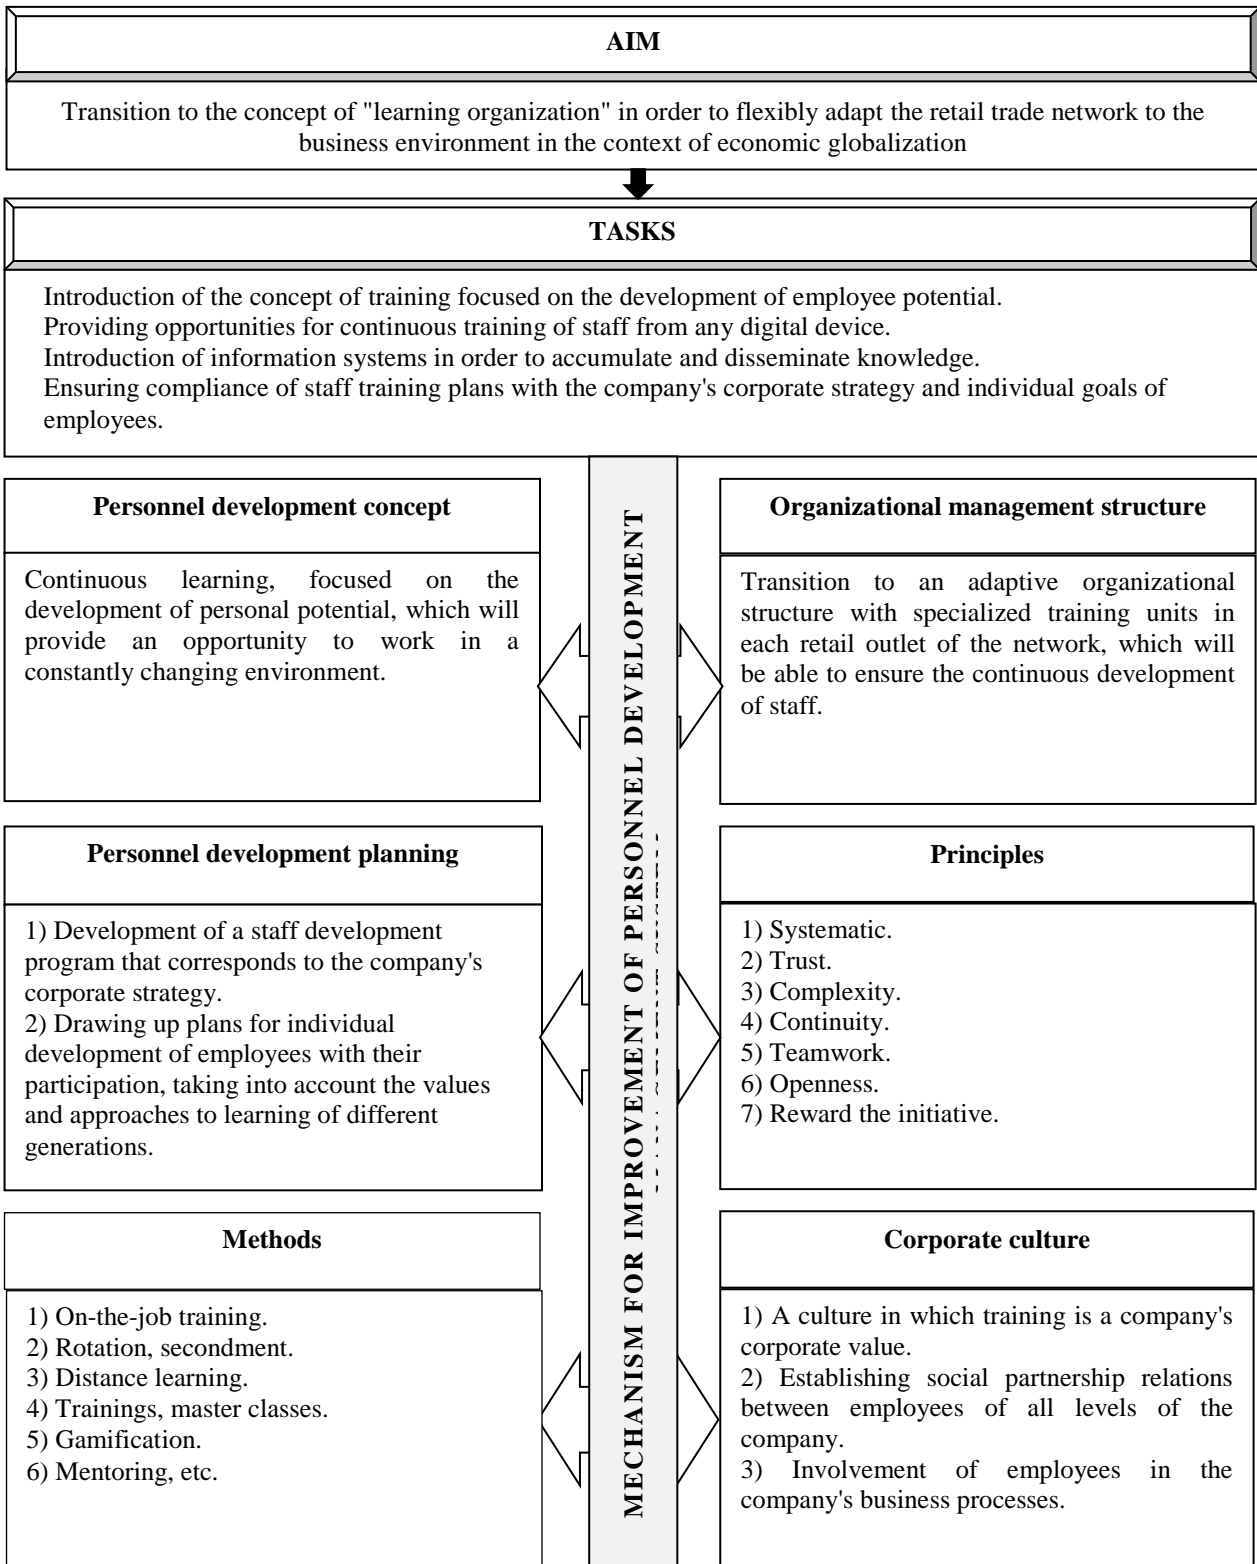 AIM
Transition to the concept of "learning organization" in order to flexibly adapt the retail trade network to the
business environment in the context of economic globalization
TASKS
Introduction of the concept of training focused on the development of employee potential.
Providing opportunities for continuous training of staff from any digital device.
Introduction of information systems in order to accumulate and disseminate knowledge.
Ensuring compliance of staff training plans with the company's corporate strategy and individual goals of
employees.
Personnel development concept
Continuous learning, focused on the
development of personal potential, which will
provide an opportunity to work in a
constantly changing environment.
Organizational management structure
Transition to an adaptive organizational
structure with specialized training units in
each retail outlet of the network, which will
be able to ensure the continuous development
of staff.
MECHANISM FOR IMPROVEMENT OF PERSONNEL DEVELOPMENT
Personnel development planning
1) Development of a staff development
program that corresponds to the company's
corporate strategy.
2) Drawing up plans for individual
development of employees with their
participation, taking into account the values
and approaches to learning of different
generations.
Principles
1) Systematic.
2) Trust.
3) Complexity.
4) Continuity.
5) Teamwork.
6) Openness.
7) Reward the initiative.
Methods
1) On-the-job training.
2) Rotation, secondment.
3) Distance learning.
4) Trainings, master classes.
5) Gamification.
6) Mentoring, etc.
Corporate culture
1) A culture in which training is a company's
corporate value.
2) Establishing social partnership relations
between employees of all levels of the
company.
3) Involvement of employees in the
company's business processes.